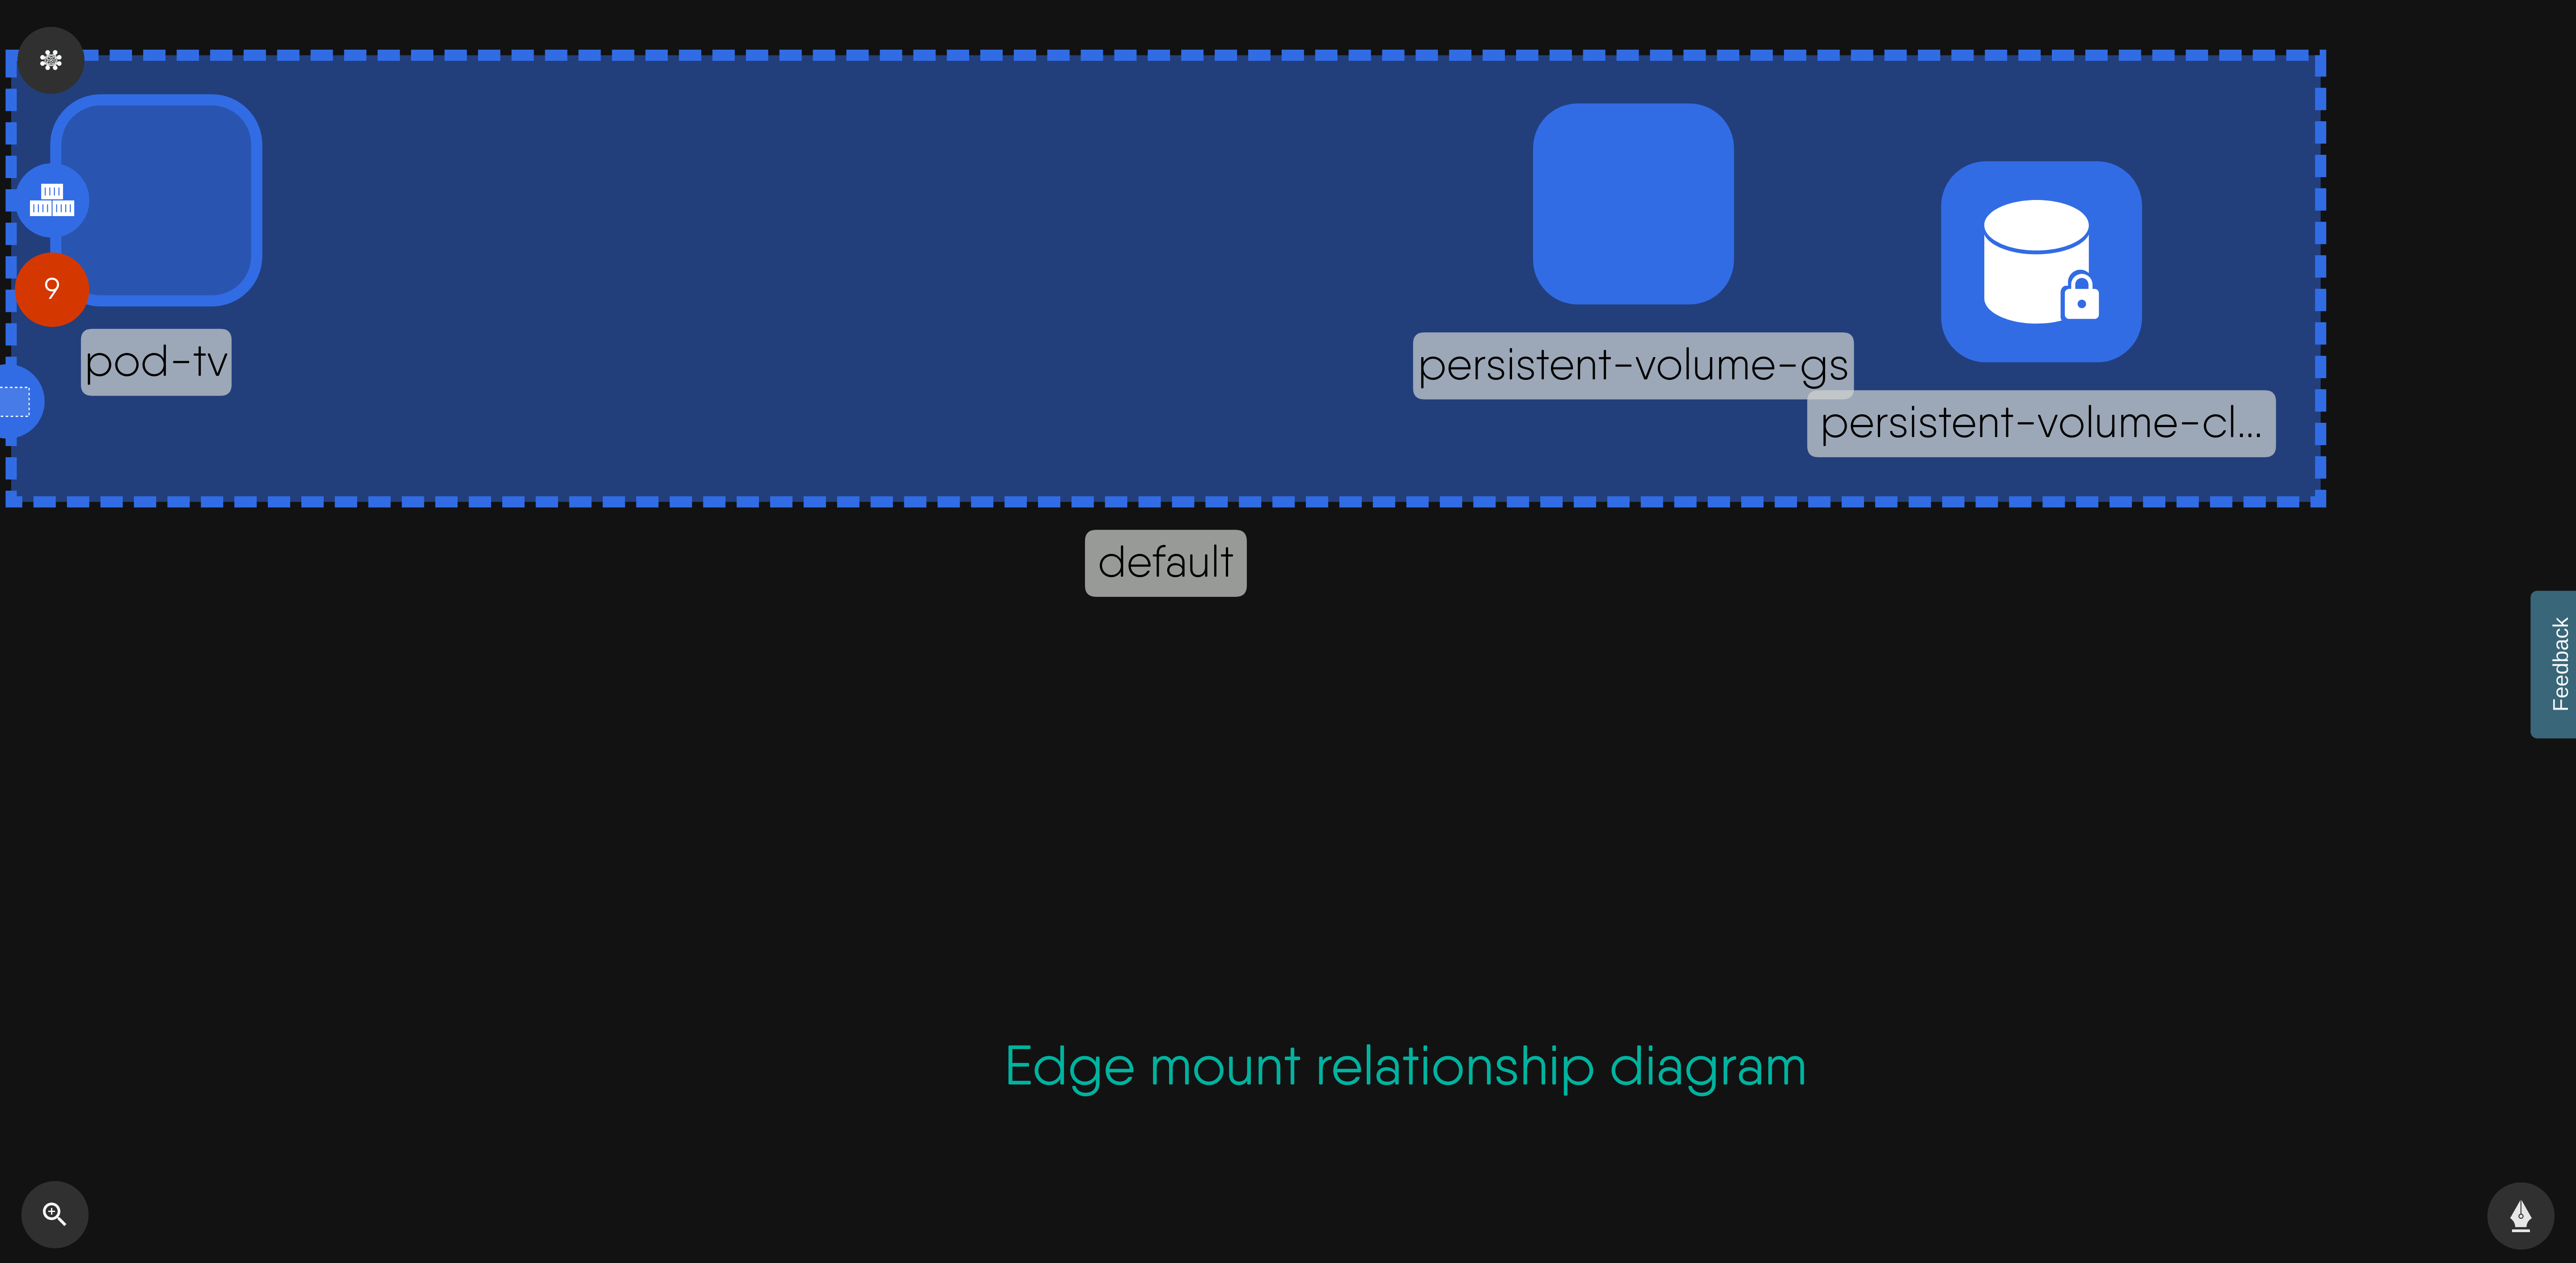 9
pod-tv
persistent-volume-gs
persistent-volume-cl...
default
Feedback
Edge mount relationship diagram